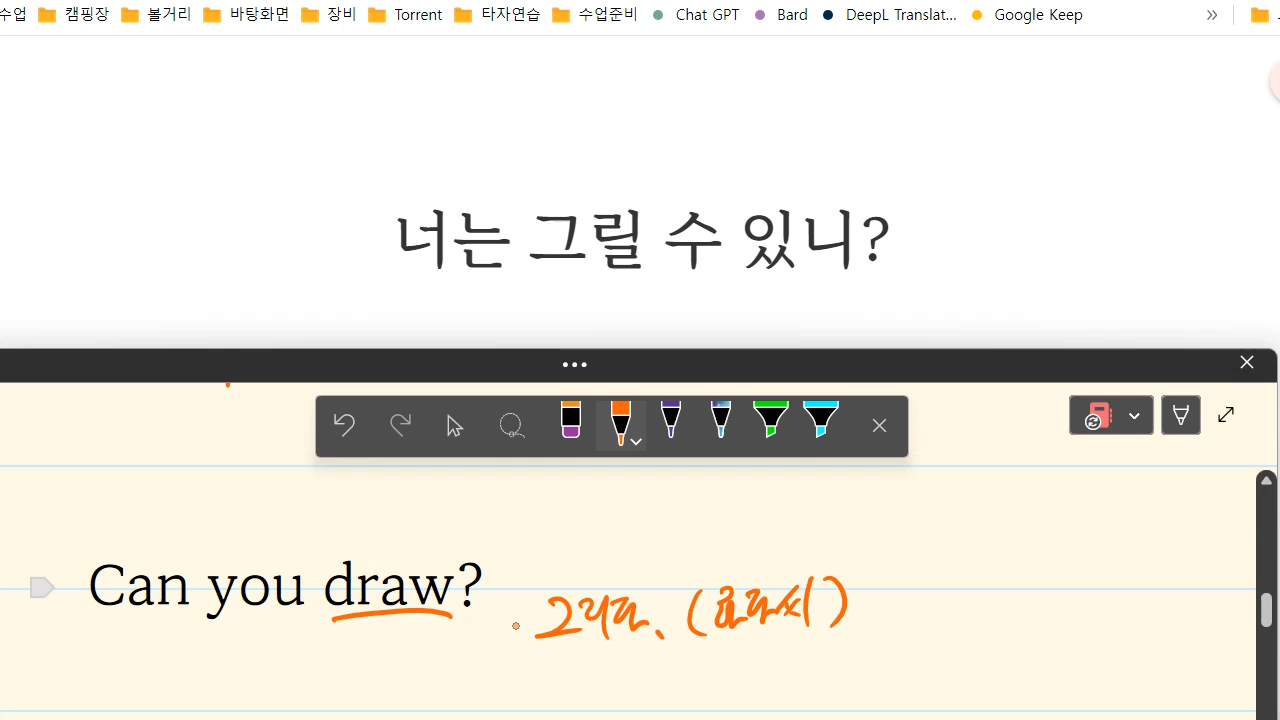 수업 캠핑장 볼거리 바탕화면 장비 Torrent 타자연습 수업준비 Chat GPT Bard DeepL Translat... Google Keep
너는 그릴 수 있니?
Can you draw? 그리다.